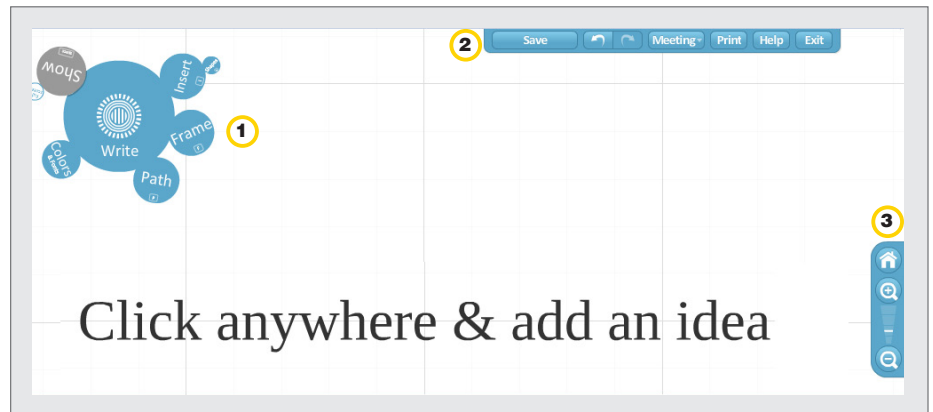 2
Save
Meeting
Print
Help
Exit
Show
Insert
Frame
1
Write
Colors
& Fonts
Path
3
Click anywhere & add an idea